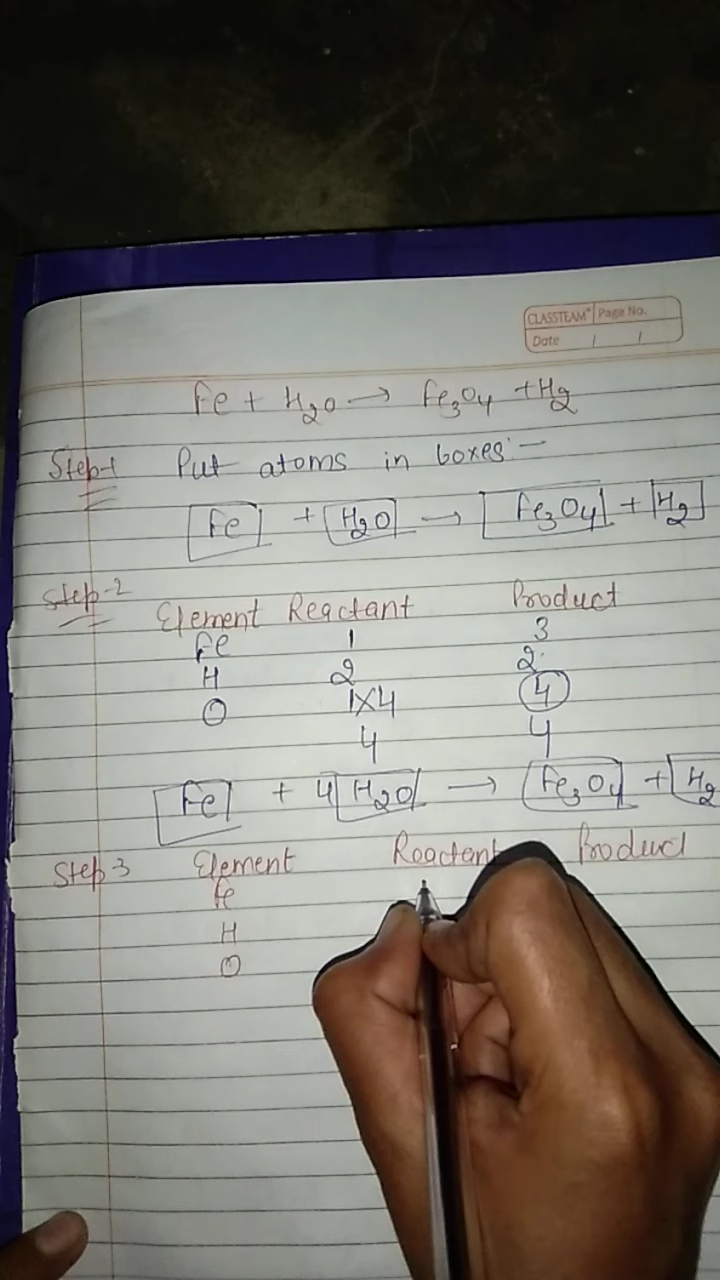 CLASSTEAM® Page No.
Date / /
Fe + H₂O → Fe₃O₄ + H₂
Step-1 Put atoms in boxes:-
Fe + H₂O → Fe₃O₄ + H₂
Step-2 Element Reactant Product
Fe 1 3
H 2 2
O 1×4 4
4 4
Fe + 4 H₂O → Fe₃O₄ + H₂
Step 3 Element Reactant Product
Fe
H
O